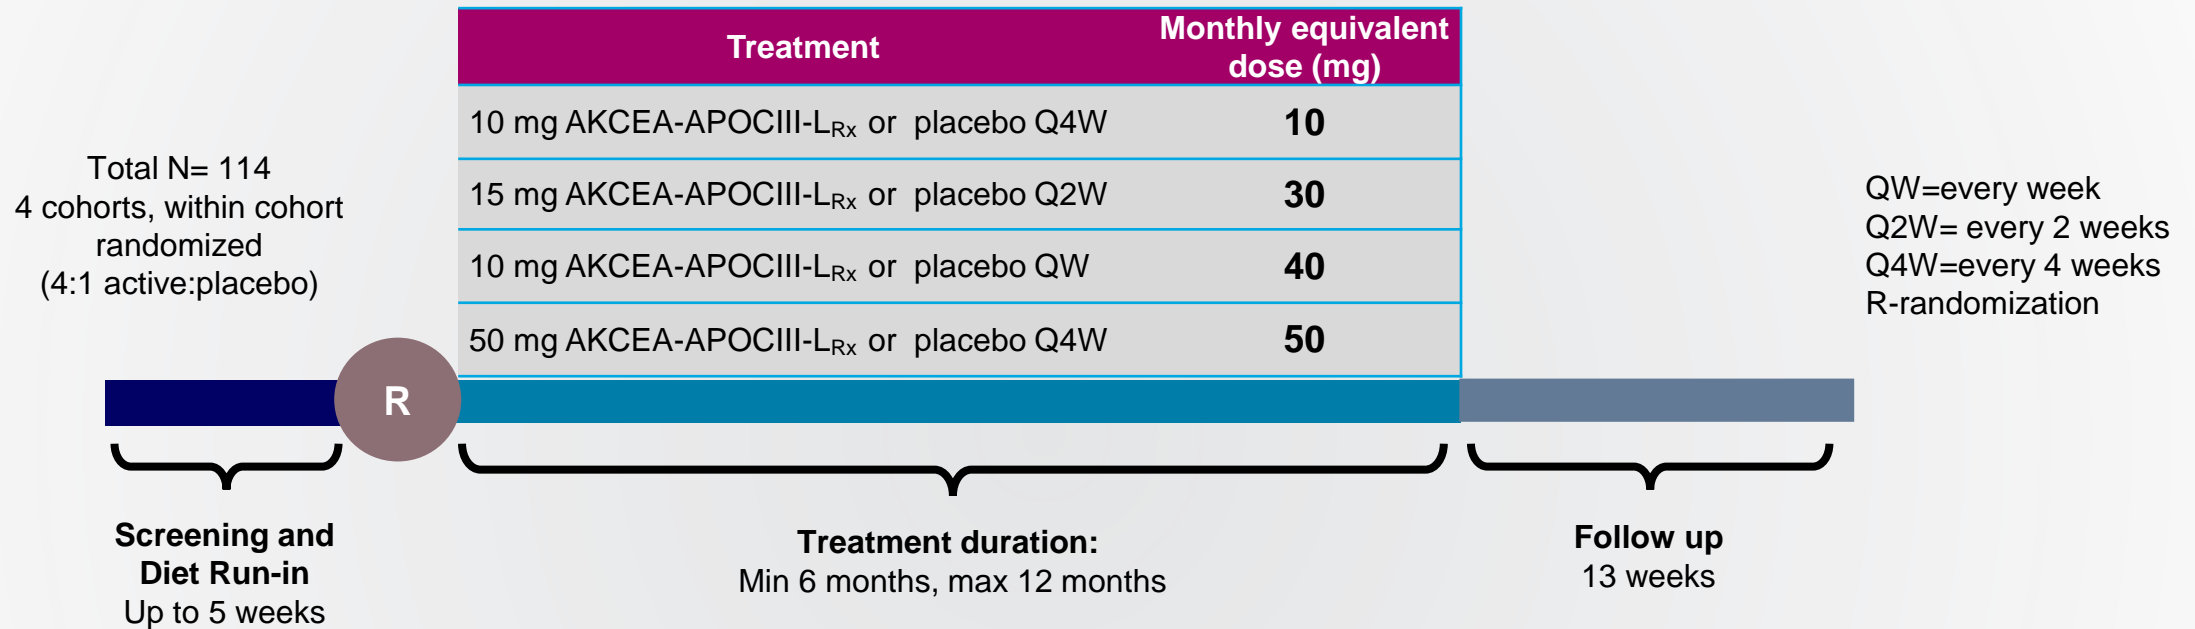 Treatment
Monthly equivalent
dose (mg)
10 mg AKCEA-APOCIII-LRx or placebo Q4W 10
15 mg AKCEA-APOCIII-LRx or placebo Q2W 30
10 mg AKCEA-APOCIII-LRx or placebo QW 40
50 mg AKCEA-APOCIII-LRx or placebo Q4W 50
Total N= 114
4 cohorts, within cohort
randomized
(4:1 active:placebo)
QW=every week
Q2W= every 2 weeks
Q4W=every 4 weeks
R-randomization
R
Screening and
Diet Run-in
Up to 5 weeks
Treatment duration:
Min 6 months, max 12 months
Follow up
13 weeks